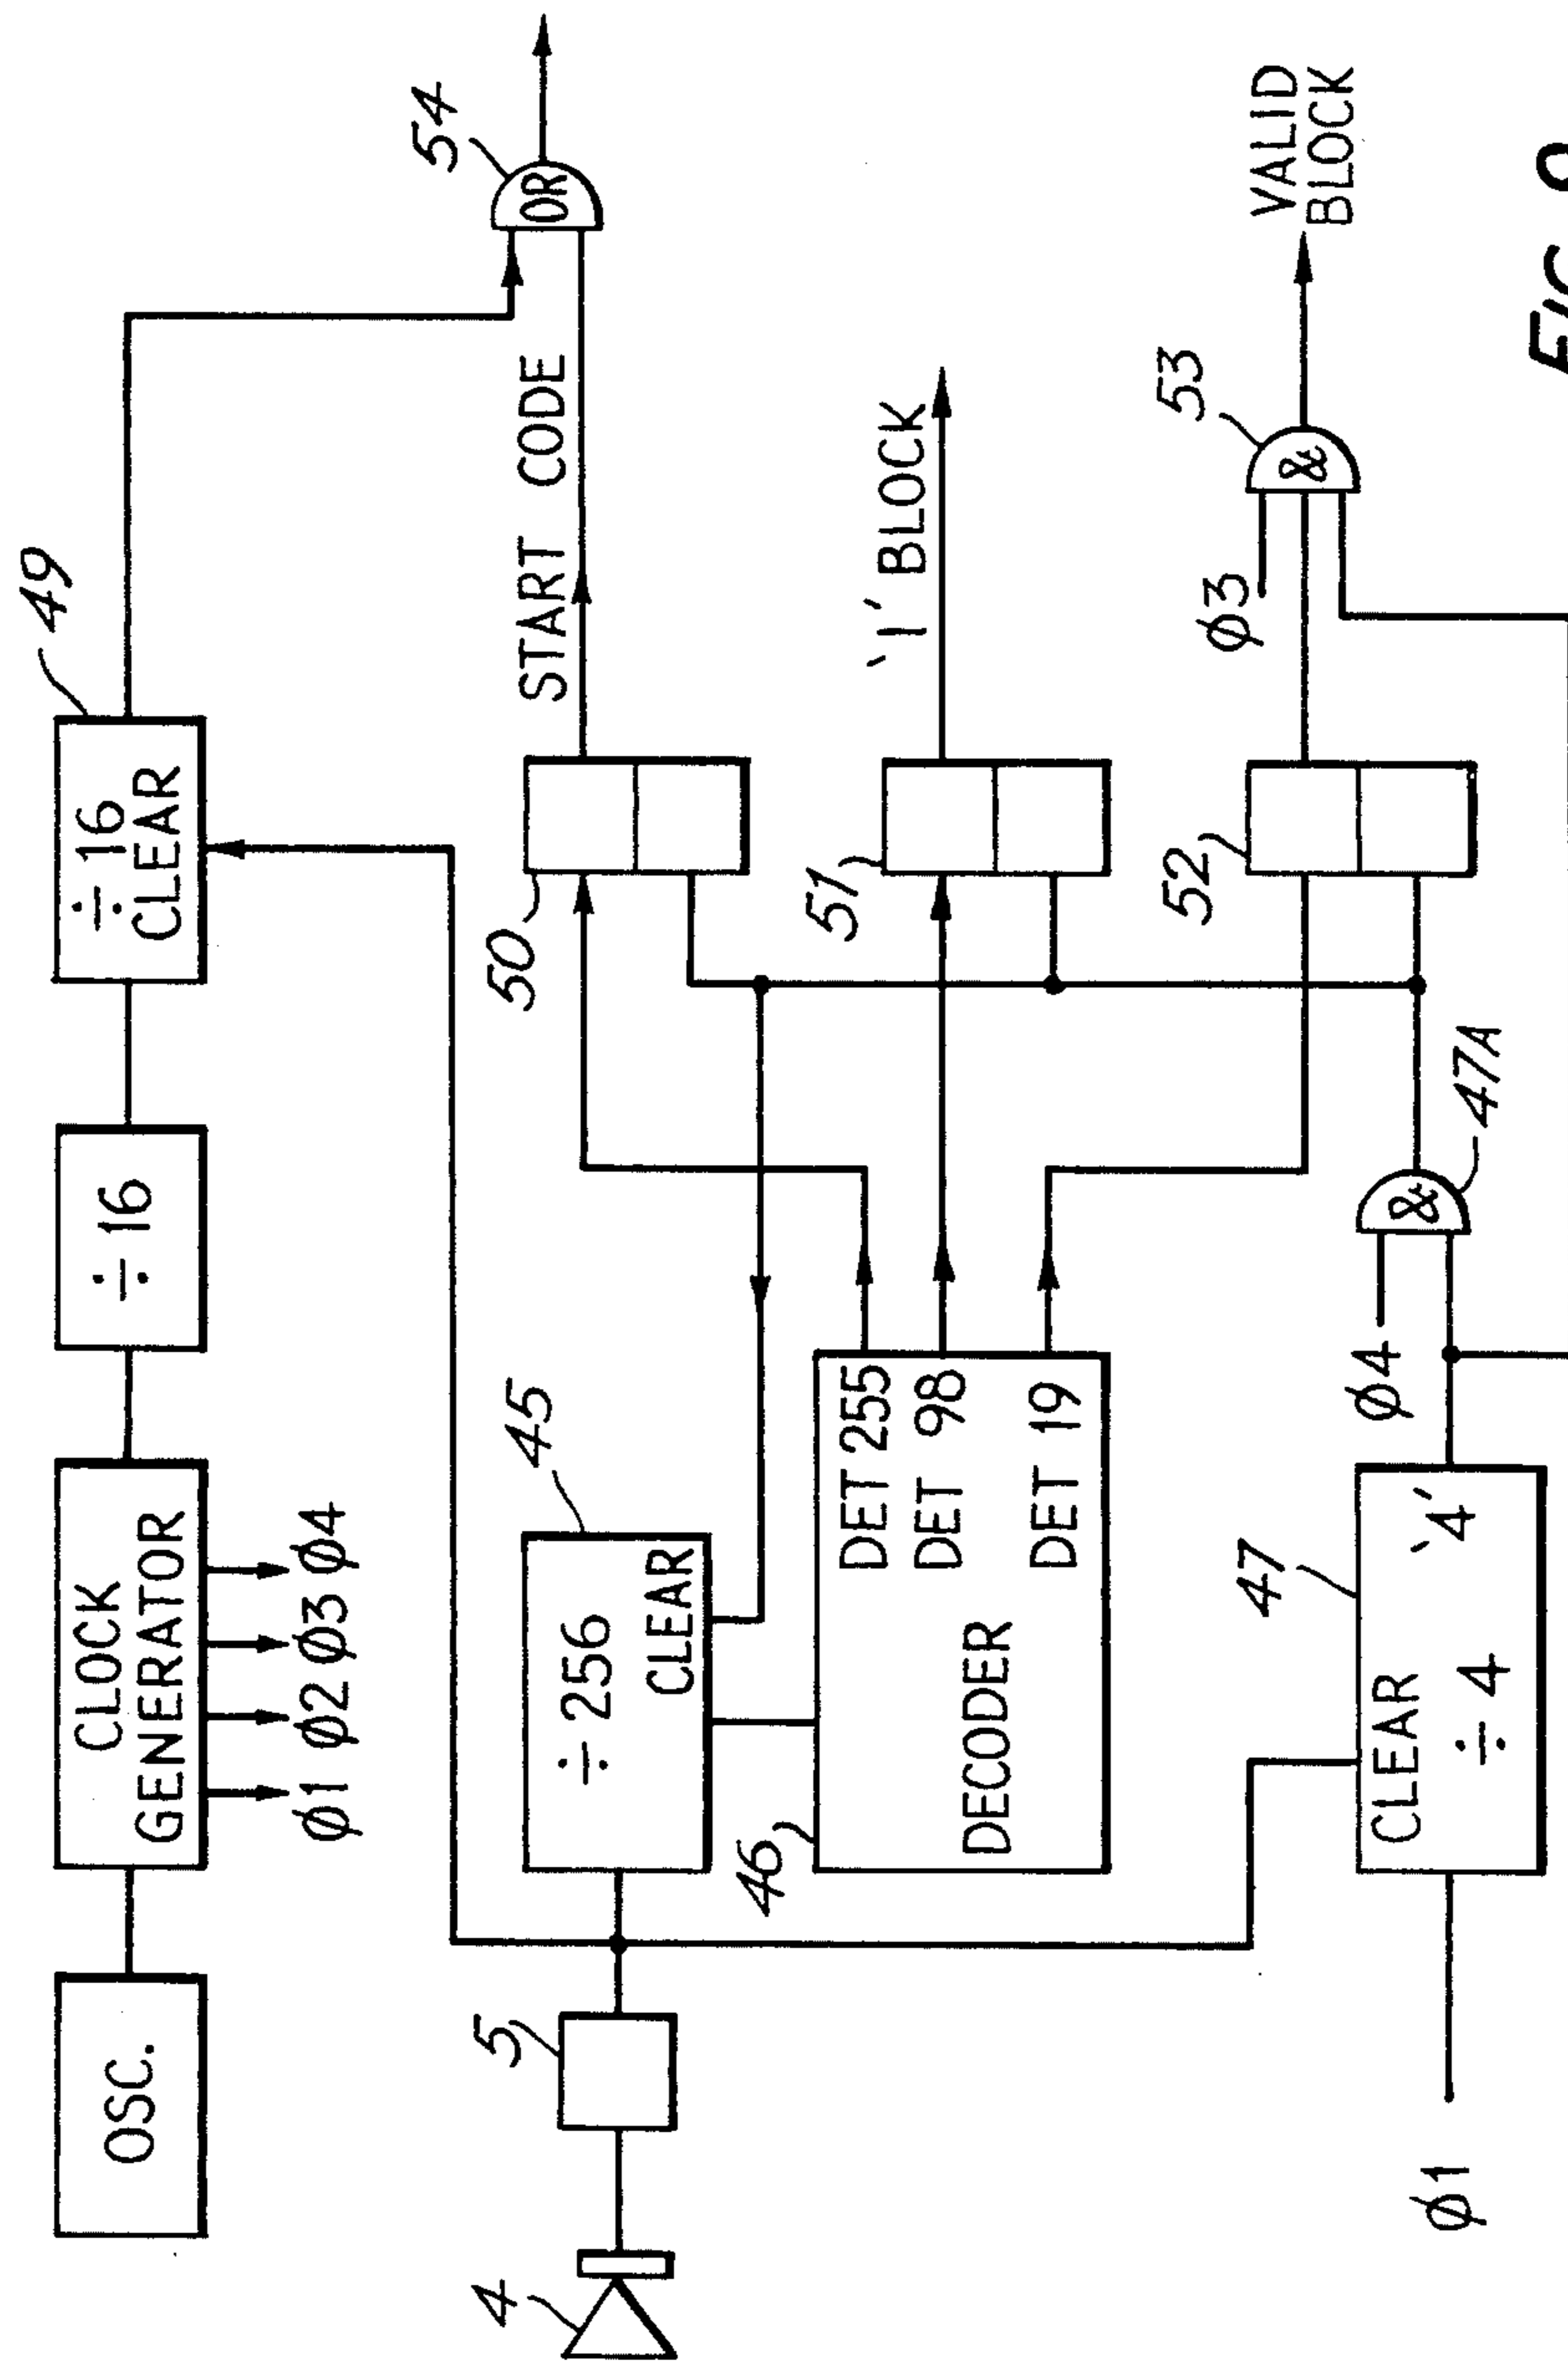 OSC.
CLOCK
GENERATOR
φ1 φ2 φ3 φ4
÷ 16
÷ 16
CLEAR
49
54
OR
START CODE
50
4
5
÷ 256
CLEAR
45
46
DECODER
DET 255
DET 98
DET 19
51
'1' BLOCK
52
φ3
&
53
VALID
BLOCK
φ1
CLEAR
÷ 4
'4'
47
φ4
&
47A